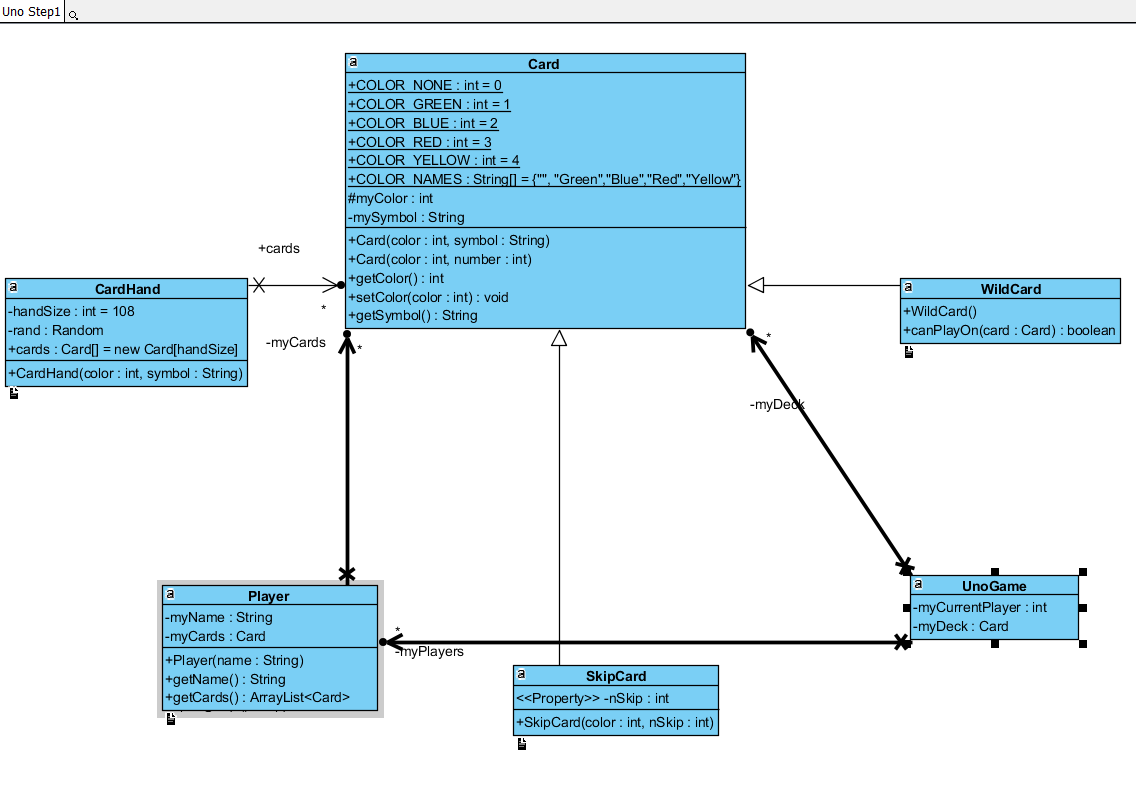 Uno Step1
Card
+COLOR_NONE : int = 0
+COLOR_GREEN : int = 1
+COLOR_BLUE : int = 2
+COLOR_RED : int = 3
+COLOR_YELLOW : int = 4
+COLOR_NAMES : String[] = {"", "Green","Blue","Red","Yellow"}
#myColor : int
-mySymbol : String
+Card(color : int, symbol : String)
+Card(color : int, number : int)
+getColor() : int
+setColor(color : int) : void
+getSymbol() : String
+cards
*
CardHand
-handSize : int = 108
-rand : Random
+cards : Card[] = new Card[handSize]
+CardHand(color : int, symbol : String)
WildCard
+WildCard()
+canPlayOn(card : Card) : boolean
-myCards
*
*
-myDeck
Player
-myName : String
-myCards : Card
+Player(name : String)
+getName() : String
+getCards() : ArrayList<Card>
*
-myPlayers
UnoGame
-myCurrentPlayer : int
-myDeck : Card
SkipCard
<<Property>> -nSkip : int
+SkipCard(color : int, nSkip : int)